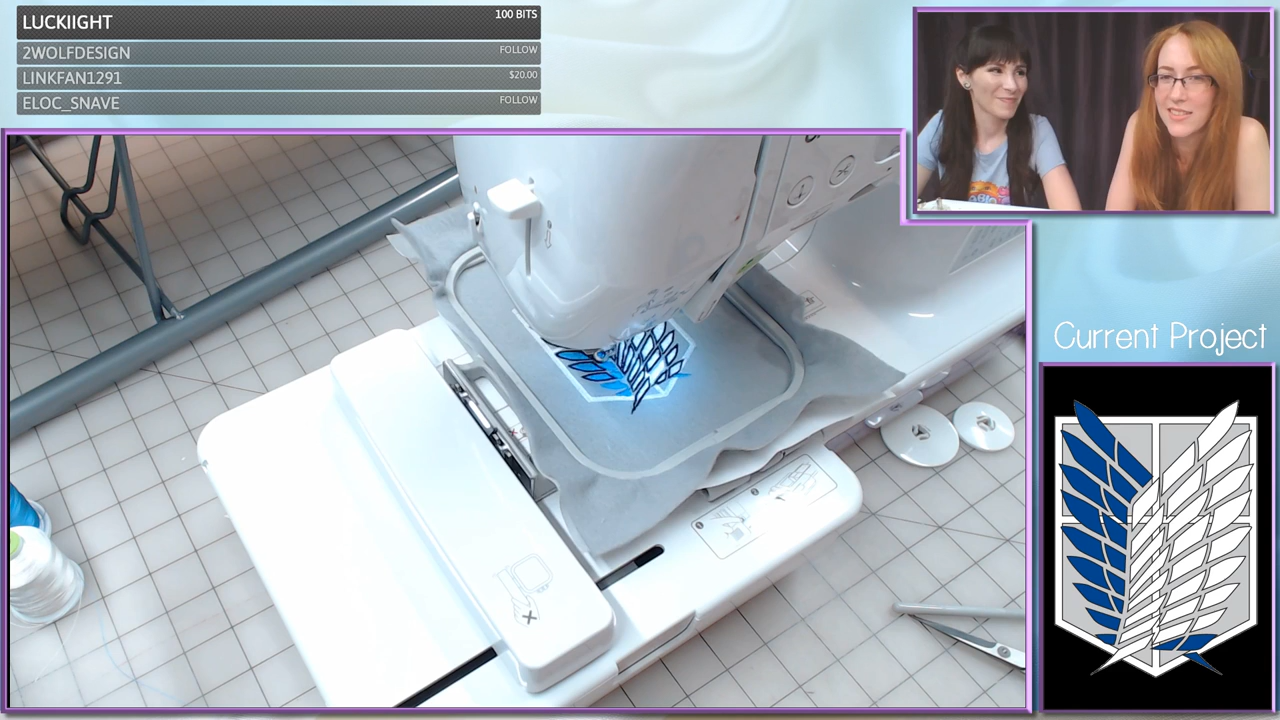 LUCKIIGHT 100 BITS
2WOLFDESIGN FOLLOW
LINKFAN1291 $20.00
ELOC_SNAVE FOLLOW
Current Project